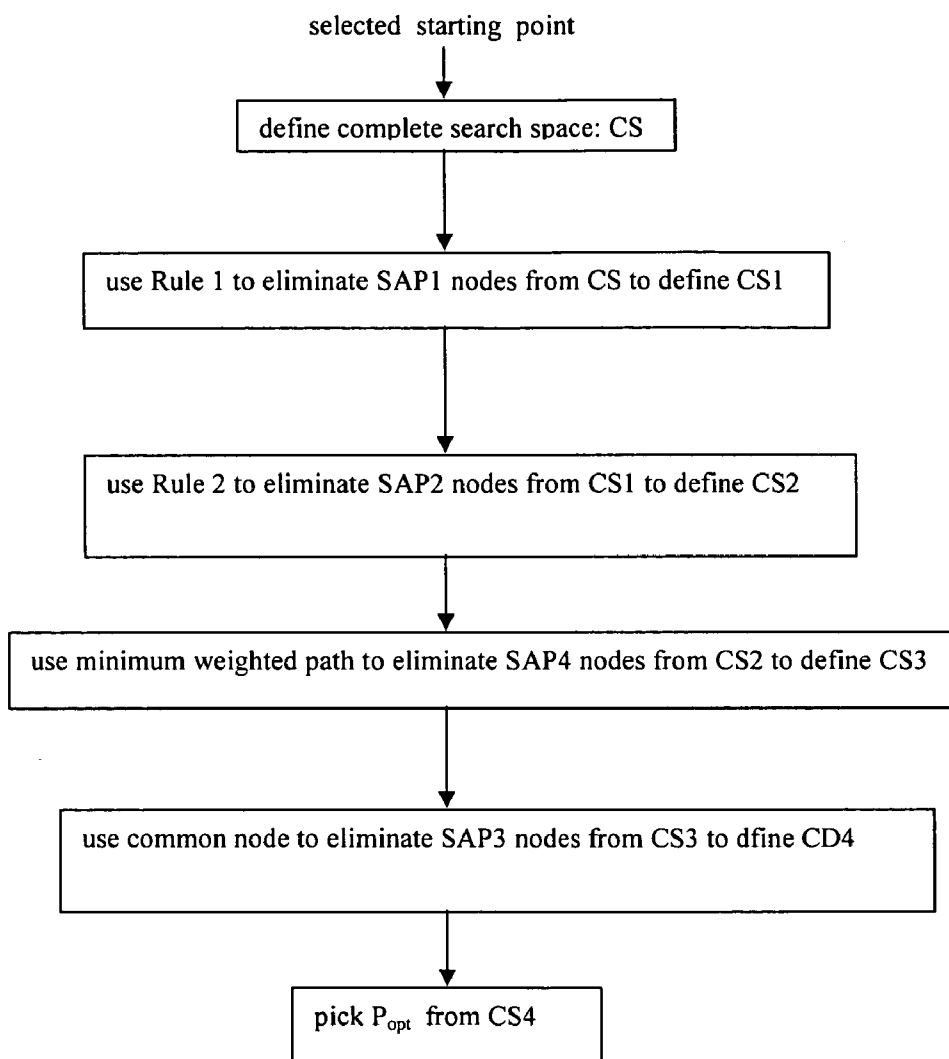 selected starting point
define complete search space: CS
use Rule 1 to eliminate SAP1 nodes from CS to define CS1
use Rule 2 to eliminate SAP2 nodes from CS1 to define CS2
use minimum weighted path to eliminate SAP4 nodes from CS2 to define CS3
use common node to eliminate SAP3 nodes from CS3 to dfine CD4
pick Popt from CS4